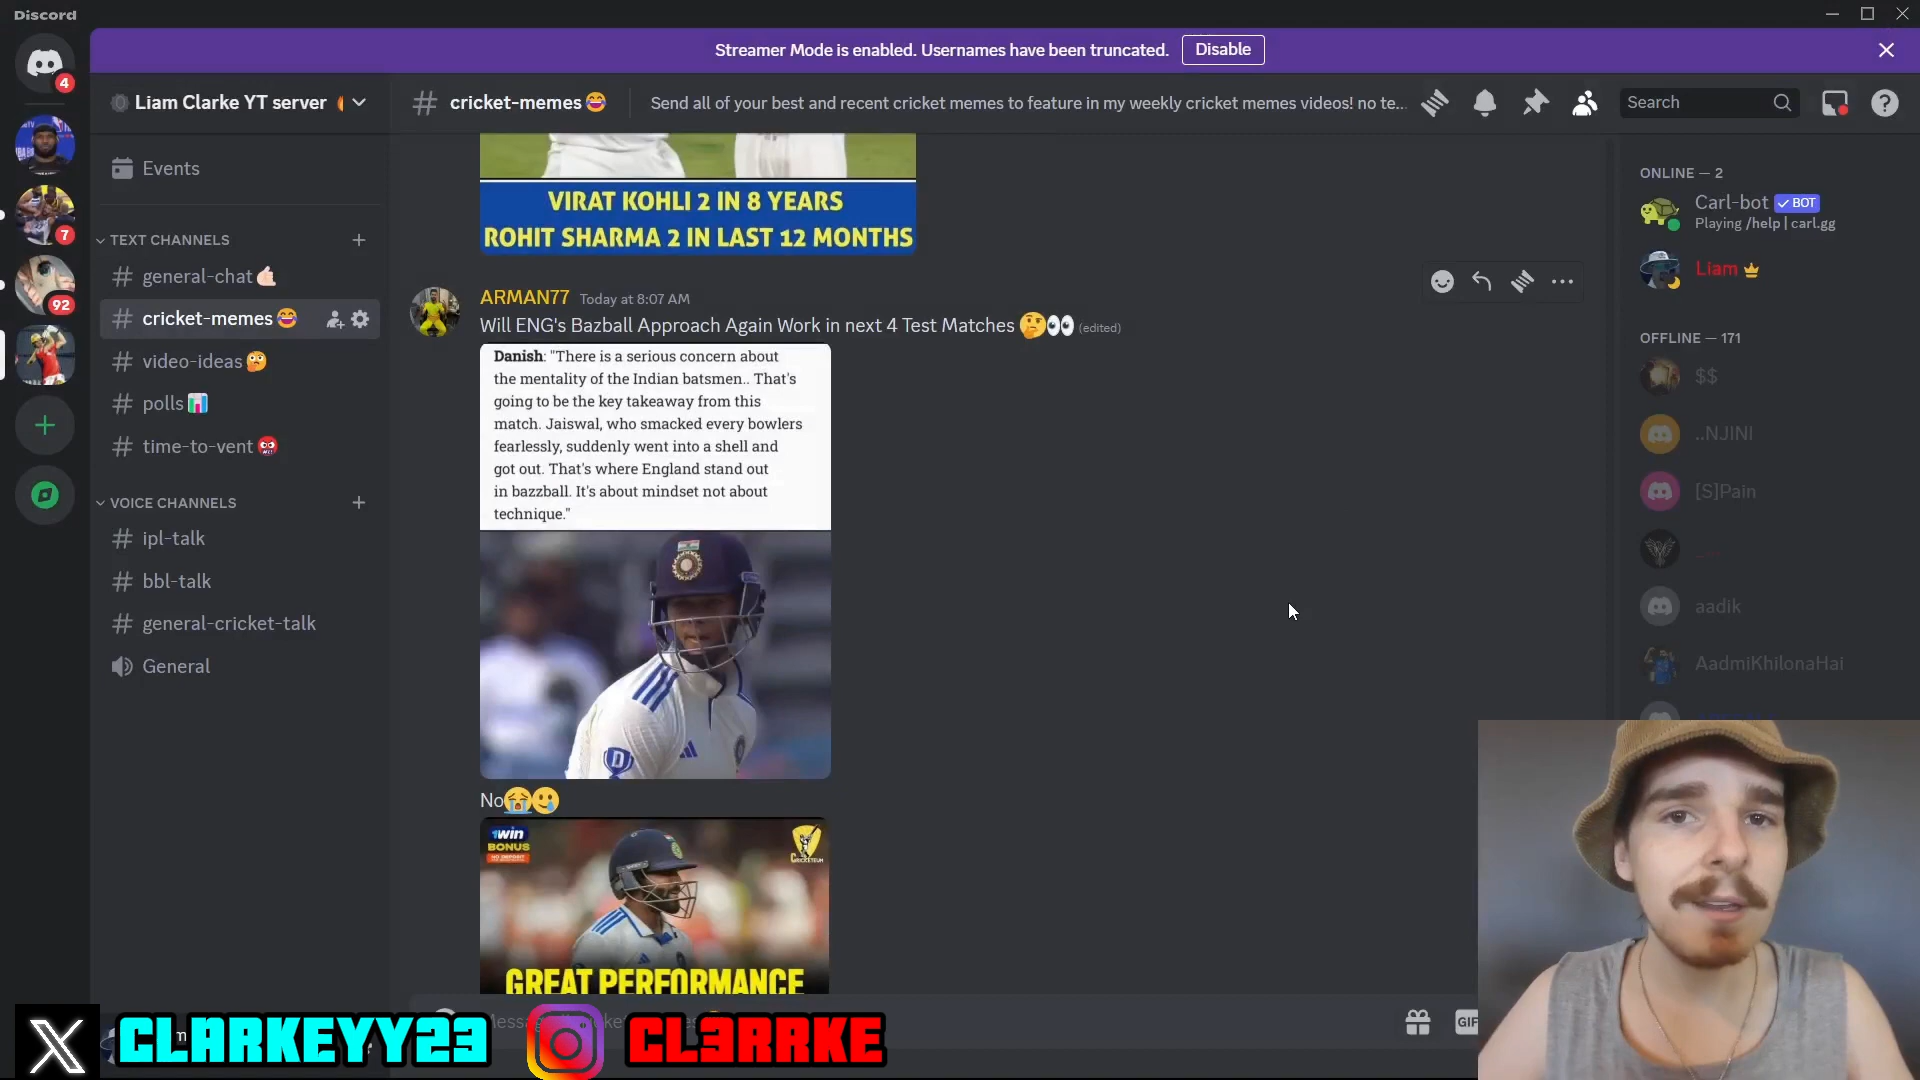 Discord
Streamer Mode is enabled. Usernames have been truncated.
Disable
4
7
92
Liam Clarke YT server
Events
TEXT CHANNELS
general-chat
cricket-memes😂
video-ideas🤔
polls📊
time-to-vent
VOICE CHANNELS
ipl-talk
bbl-talk
general-cricket-talk
General
# cricket-memes😂
Send all of your best and recent cricket memes to feature in my weekly cricket memes videos! no te...
Search
VIRAT KOHLI 2 IN 8 YEARS
ROHIT SHARMA 2 IN LAST 12 MONTHS
ARMAN77 Today at 8:07 AM
Will ENG's Bazball Approach Again Work in next 4 Test Matches 🤔👀 (edited)
Danish: "There is a serious concern about
the mentality of the Indian batsmen.. That's
going to be the key takeaway from this
match. Jaiswal, who smacked every bowlers
fearlessly, suddenly went into a shell and
got out. That's where England stand out
in bazzball. It's about mindset not about
technique."
D
No😭🥲
1win
BONUS
NO DEPOSIT
CRICKETEUM
GREAT PERFORMANCE
GIF
ONLINE — 2
Carl-bot BOT
Playing /help | carl.gg
Liam
OFFLINE — 171
$$
..NJINI
[S]Pain
aadik
AadmiKhilonaHai
X CLARKEYY23
CL3RRKE